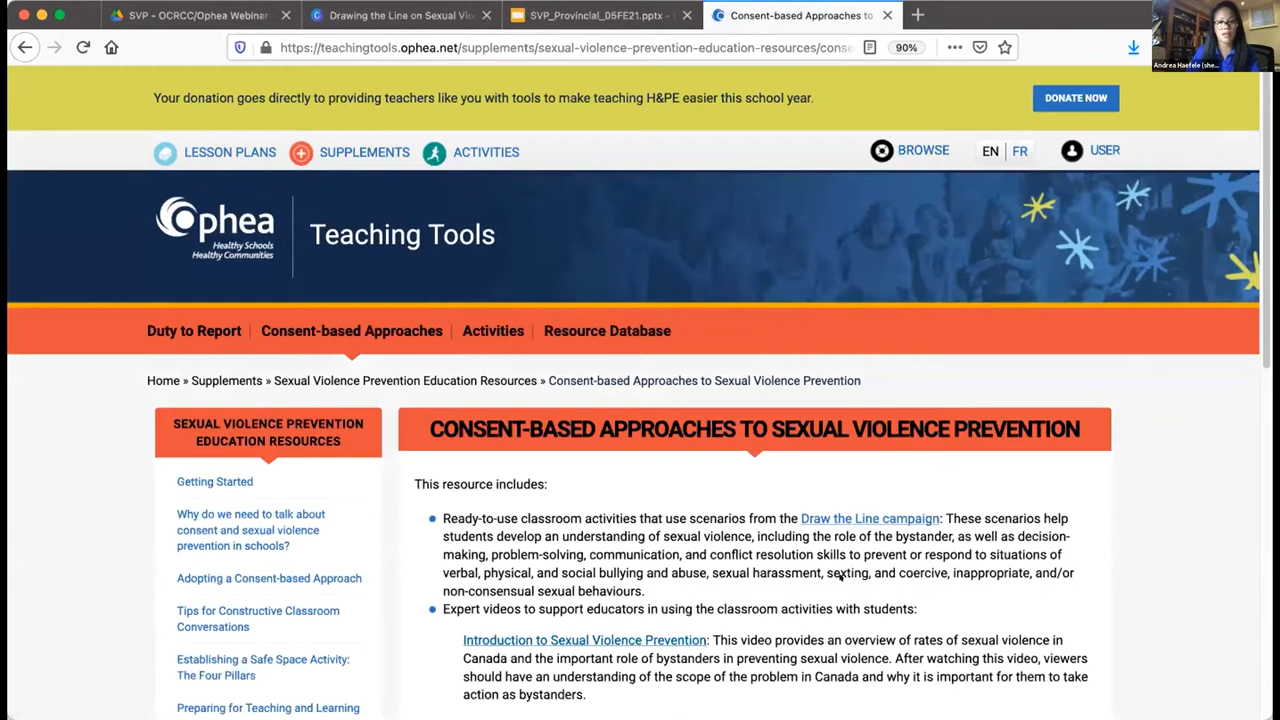 SVP - OCRCC/Ophea Webinar
Drawing the Line on Sexual Vio
SVP_Provincial_05FE21.pptx -
Consent-based Approaches to
https://teachingtools.ophea.net/supplements/sexual-violence-prevention-education-resources/conse
90%
Andrea Haefele (she...
Your donation goes directly to providing teachers like you with tools to make teaching H&PE easier this school year.
DONATE NOW
LESSON PLANS
SUPPLEMENTS
ACTIVITIES
BROWSE
EN | FR
USER
Ophea
Healthy Schools
Healthy Communities
Teaching Tools
Duty to Report | Consent-based Approaches | Activities | Resource Database
Home » Supplements » Sexual Violence Prevention Education Resources » Consent-based Approaches to Sexual Violence Prevention
SEXUAL VIOLENCE PREVENTION
EDUCATION RESOURCES
Getting Started
Why do we need to talk about
consent and sexual violence
prevention in schools?
Adopting a Consent-based Approach
Tips for Constructive Classroom
Conversations
Establishing a Safe Space Activity:
The Four Pillars
Preparing for Teaching and Learning
CONSENT-BASED APPROACHES TO SEXUAL VIOLENCE PREVENTION
This resource includes:
Ready-to-use classroom activities that use scenarios from the Draw the Line campaign: These scenarios help
students develop an understanding of sexual violence, including the role of the bystander, as well as decision-
making, problem-solving, communication, and conflict resolution skills to prevent or respond to situations of
verbal, physical, and social bullying and abuse, sexual harassment, sexting, and coercive, inappropriate, and/or
non-consensual sexual behaviours.
Expert videos to support educators in using the classroom activities with students:
Introduction to Sexual Violence Prevention: This video provides an overview of rates of sexual violence in
Canada and the important role of bystanders in preventing sexual violence. After watching this video, viewers
should have an understanding of the scope of the problem in Canada and why it is important for them to take
action as bystanders.